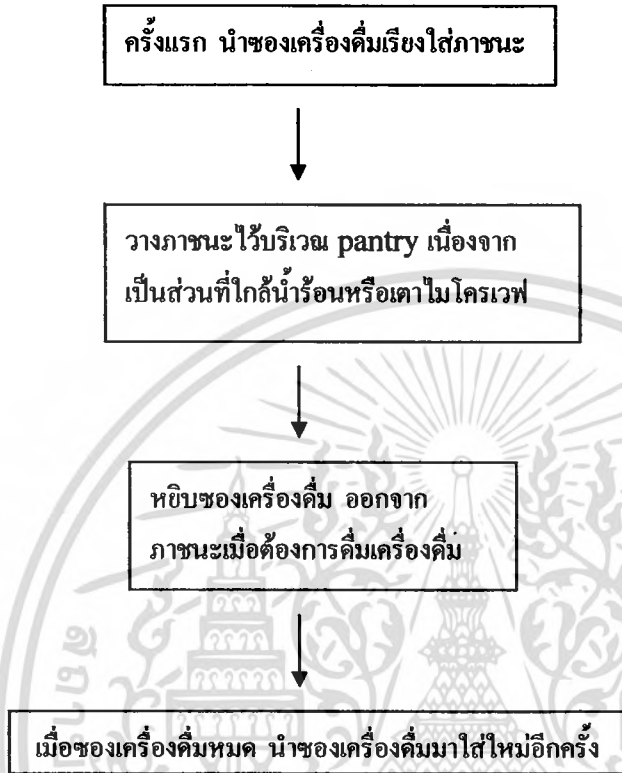 ครั้งแรก นำซองเครื่องดื่มเรียงใส่ภาชนะ
วางภาชนะไว้บริเวณ pantry เนื่องจาก
เป็นส่วนที่ใกล้น้ำร้อนหรือเตาไมโครเวฟ
หยิบซองเครื่องดื่ม ออกจาก
ภาชนะเมื่อต้องการดื่มเครื่องดื่ม
เมื่อซองเครื่องดื่มหมด นำซองเครื่องดื่มมาใส่ใหม่อีกครั้ง